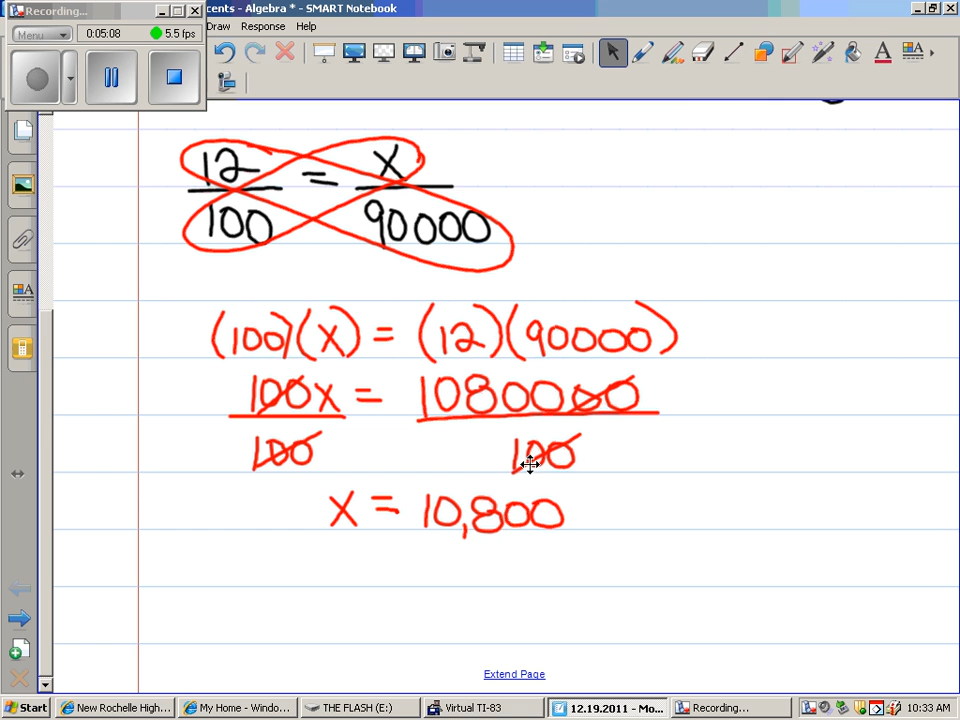 Recording...
cents - Algebra * - SMART Notebook
Menu
0:05:08
5.5 fps
Draw Response Help
12 = x
100 90000
(100)(x) = (12)(90000)
100x = 1080000
100 100
x = 10,800
Extend Page
Start
New Rochelle High...
My Home - Windo...
THE FLASH (E:)
Virtual TI-83
12.19.2011 - Mo...
Recording...
10:33 AM